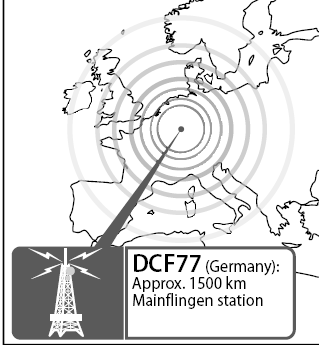 DCF77 (Germany):
Approx. 1500 km
Mainflingen station